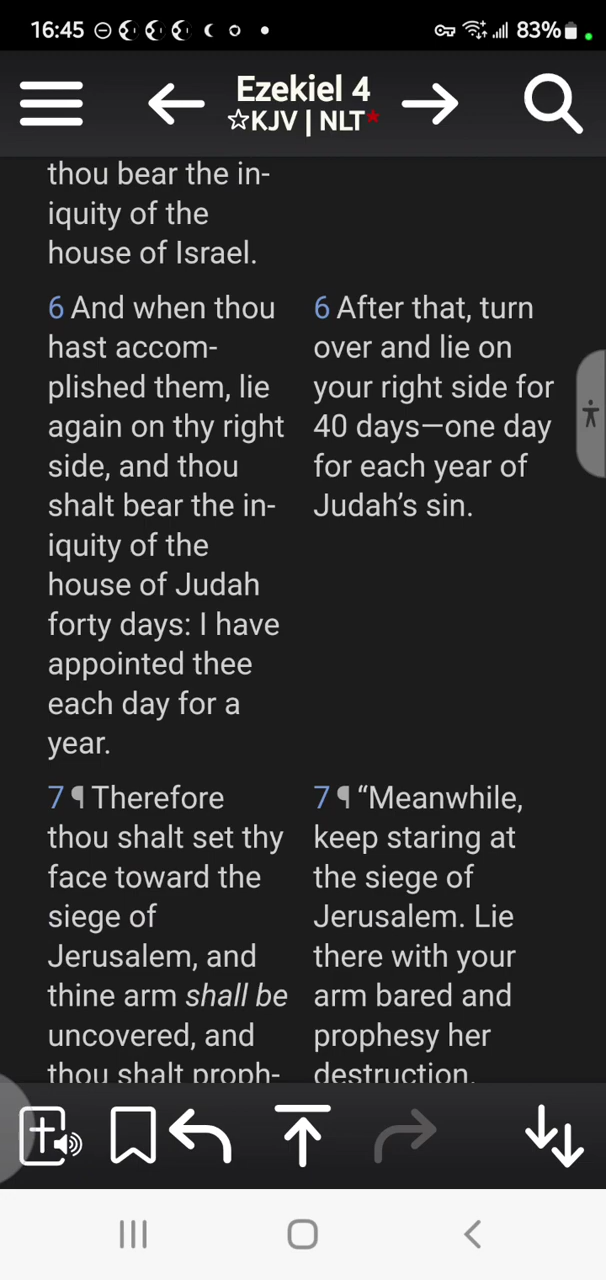 16:45
83%
Ezekiel 4
☆KJV | NLT*
thou bear the in-
iquity of the
house of Israel.
6 And when thou
hast accom-
plished them, lie
again on thy right
side, and thou
shalt bear the in-
iquity of the
house of Judah
forty days: I have
appointed thee
each day for a
year.
7 ¶ Therefore
thou shalt set thy
face toward the
siege of
Jerusalem, and
thine arm shall be
uncovered, and
thou shalt proph-
6 After that, turn
over and lie on
your right side for
40 days—one day
for each year of
Judah’s sin.
7 ¶ “Meanwhile,
keep staring at
the siege of
Jerusalem. Lie
there with your
arm bared and
prophesy her
destruction.